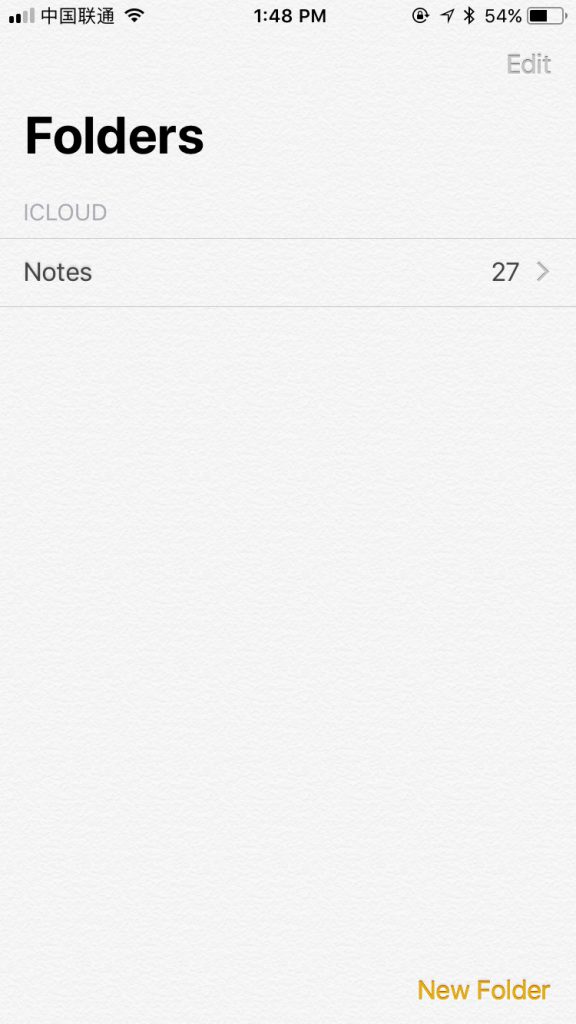 中国联通 1:48 PM 54%
Edit
Folders
ICLOUD
Notes 27
New Folder